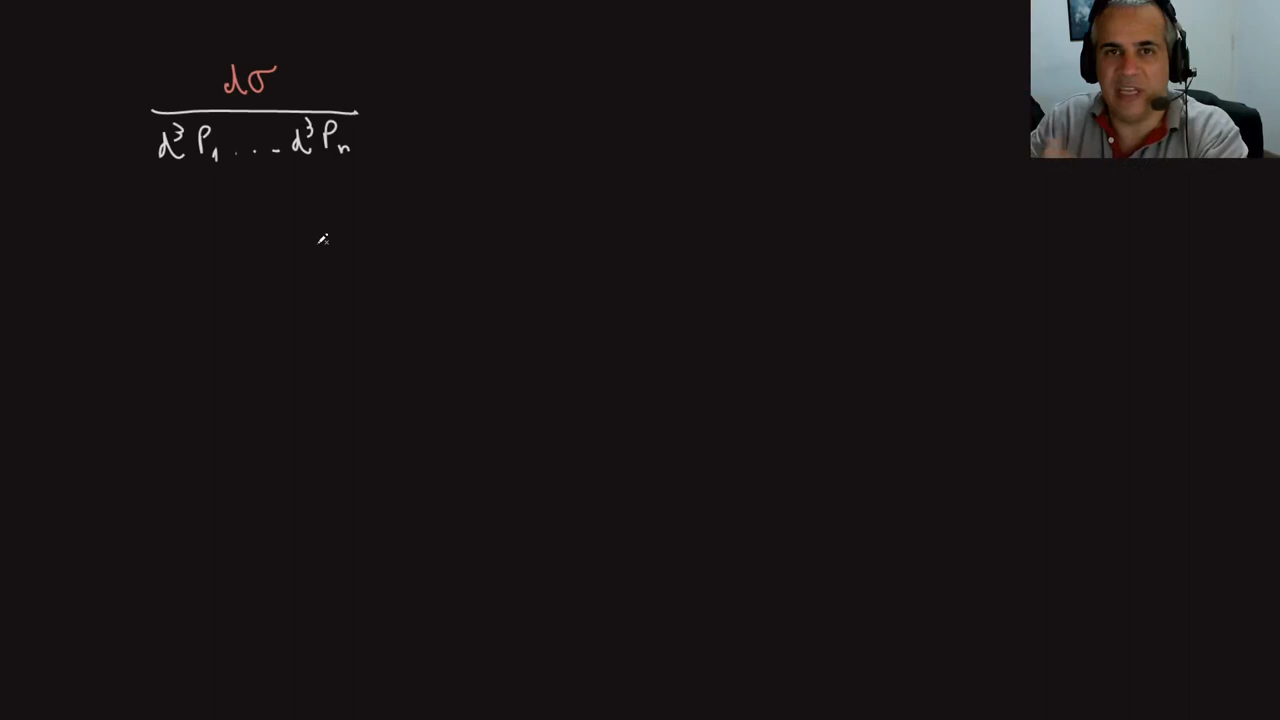 dσ
d³P₁ . . . . d³Pₙ